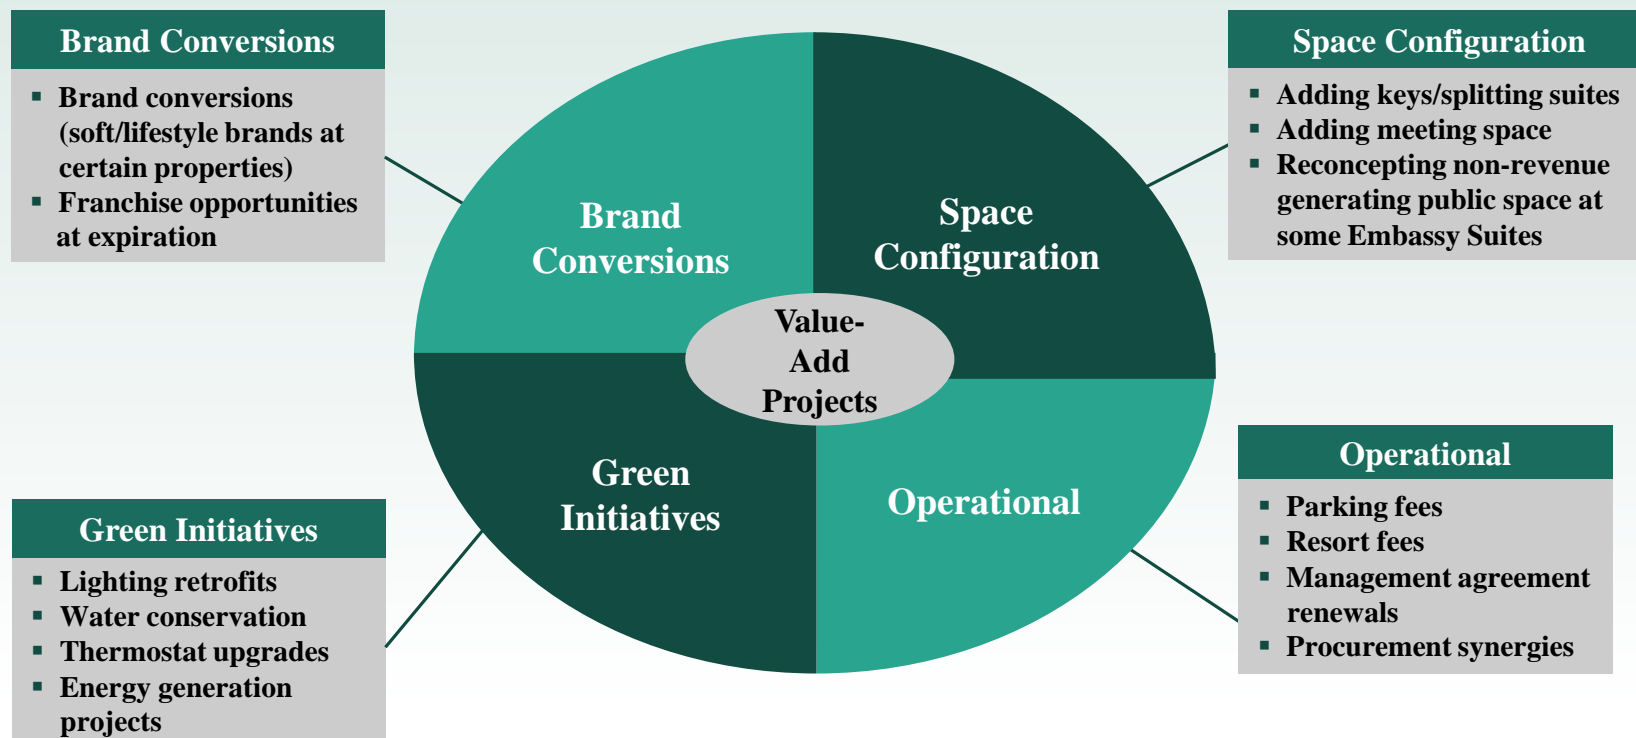 Brand Conversions
▪ Brand conversions
(soft/lifestyle brands at
certain properties)
▪ Franchise opportunities
at expiration
Space Configuration
▪ Adding keys/splitting suites
▪ Adding meeting space
▪ Reconcepting non-revenue
generating public space at
some Embassy Suites
Brand
Conversions
Space
Configuration
Value-
Add
Projects
Green
Initiatives
Operational
Green Initiatives
▪ Lighting retrofits
▪ Water conservation
▪ Thermostat upgrades
▪ Energy generation
projects
Operational
▪ Parking fees
▪ Resort fees
▪ Management agreement
renewals
▪ Procurement synergies